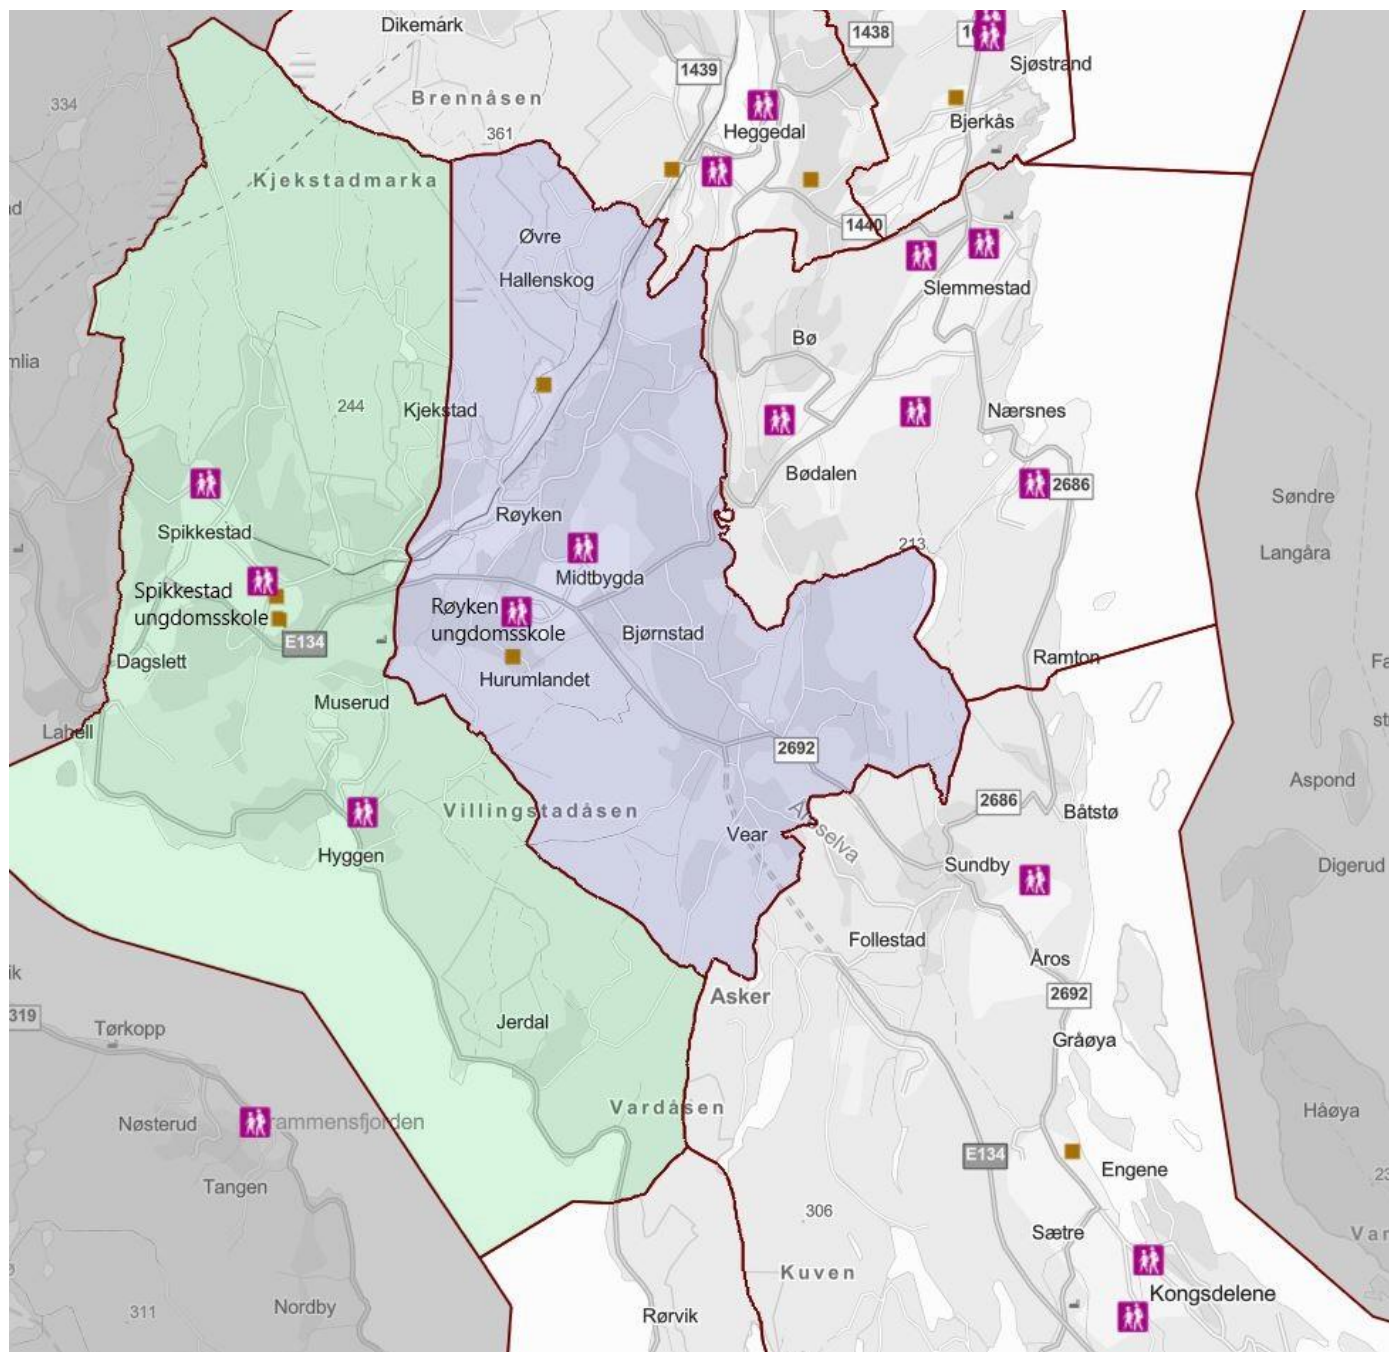 Dikemark
1438
Sjøstrand
1439
334
Brennåsen
Bjerkås
Heggedal
361
Kjekstadmarka
1440
Øvre
Hallenskog
Slemmestad
Bø
244
Kjekstad
Nærsnes
Bødalen
2686
Søndre
Langåra
Røyken
Spikkestad
213
Midtbygda
Spikkestad
ungdomsskole
Røyken
ungdomsskole
Bjørnstad
E134
Dagslett
Ramton
Hurumlandet
Muserud
Labell
2692
Aspond
2686
Villingstadåsen
Båtstø
Vear
Åroselva
Hyggen
Sundby
Digerud
Follestad
Åros
Asker
2692
319
Jerdal
Tørkopp
Gråøya
Vardåsen
Håøya
Nøsterud
rammensfjorden
E134
Engene
Tangen
306
Sætre
Kuven
Kongsdelene
Nordby
311
Rørvik